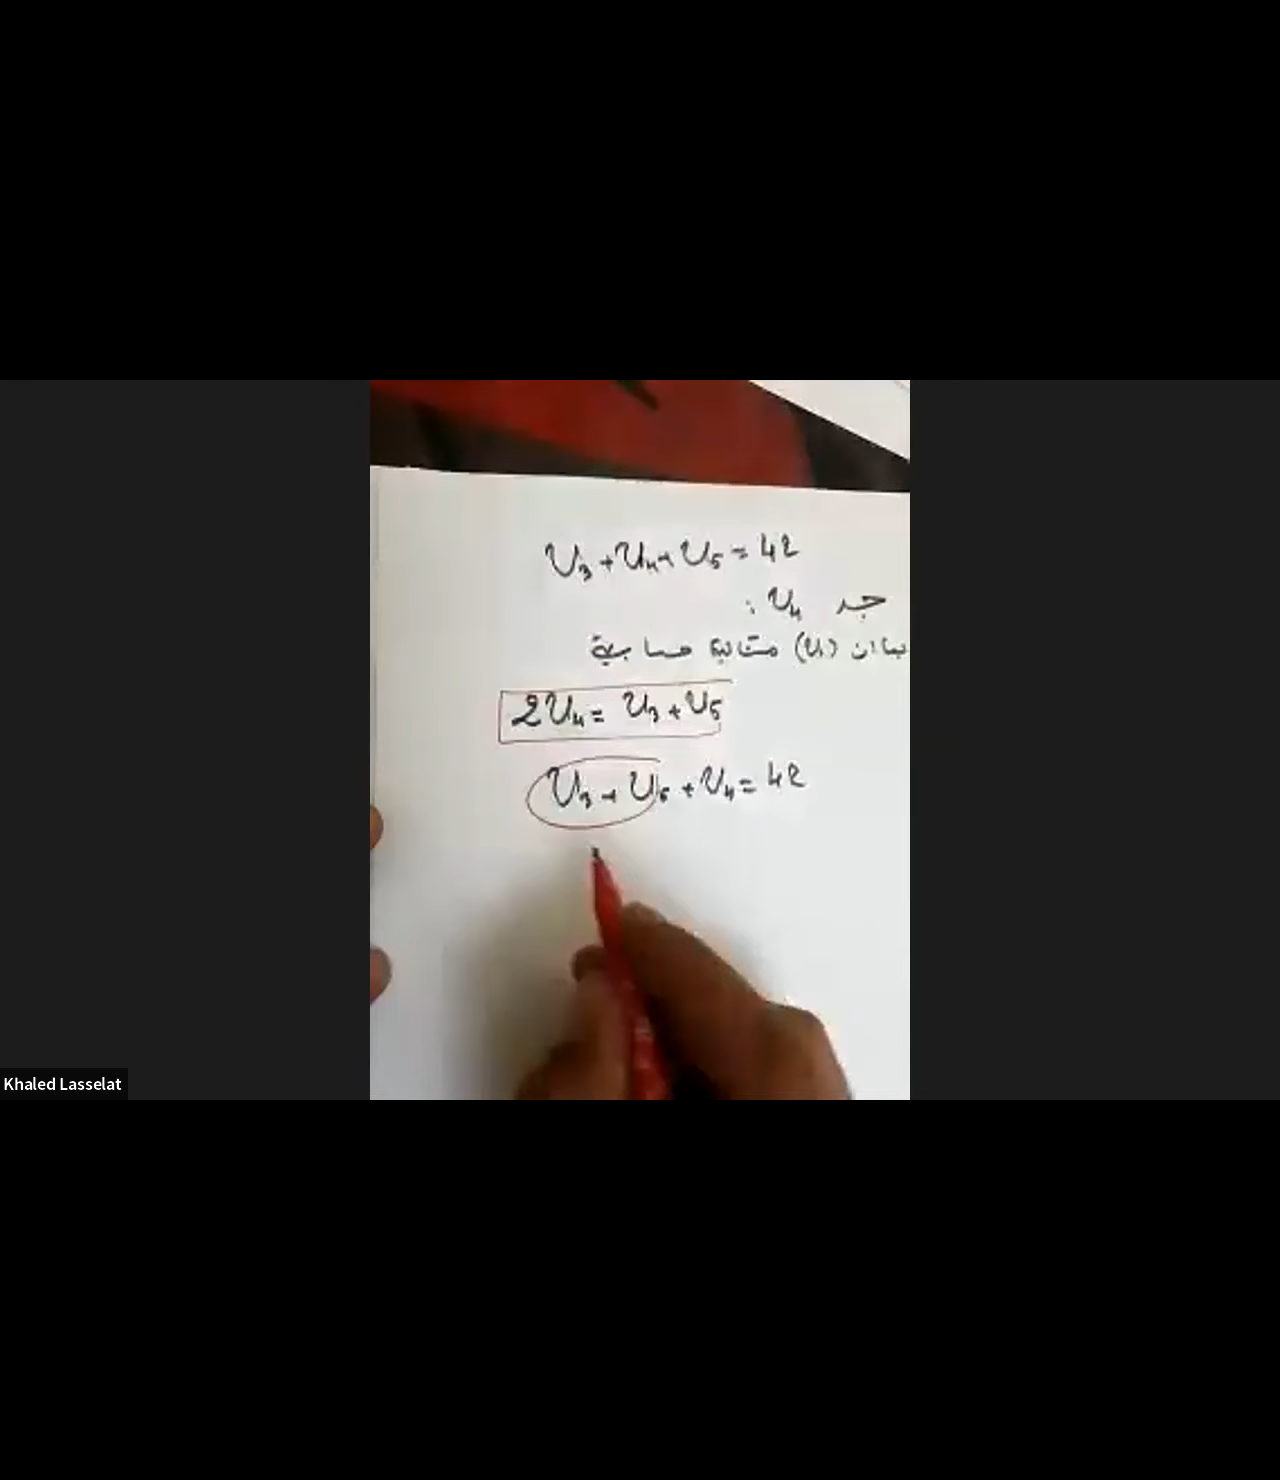 U₃ + U₄ + U₅ = 42
جد U₄ :
بما ان (Uₙ) متتالية حسابية
2U₄ = U₃ + U₅
U₃ + U₅ + U₄ = 42
Khaled Lasselat